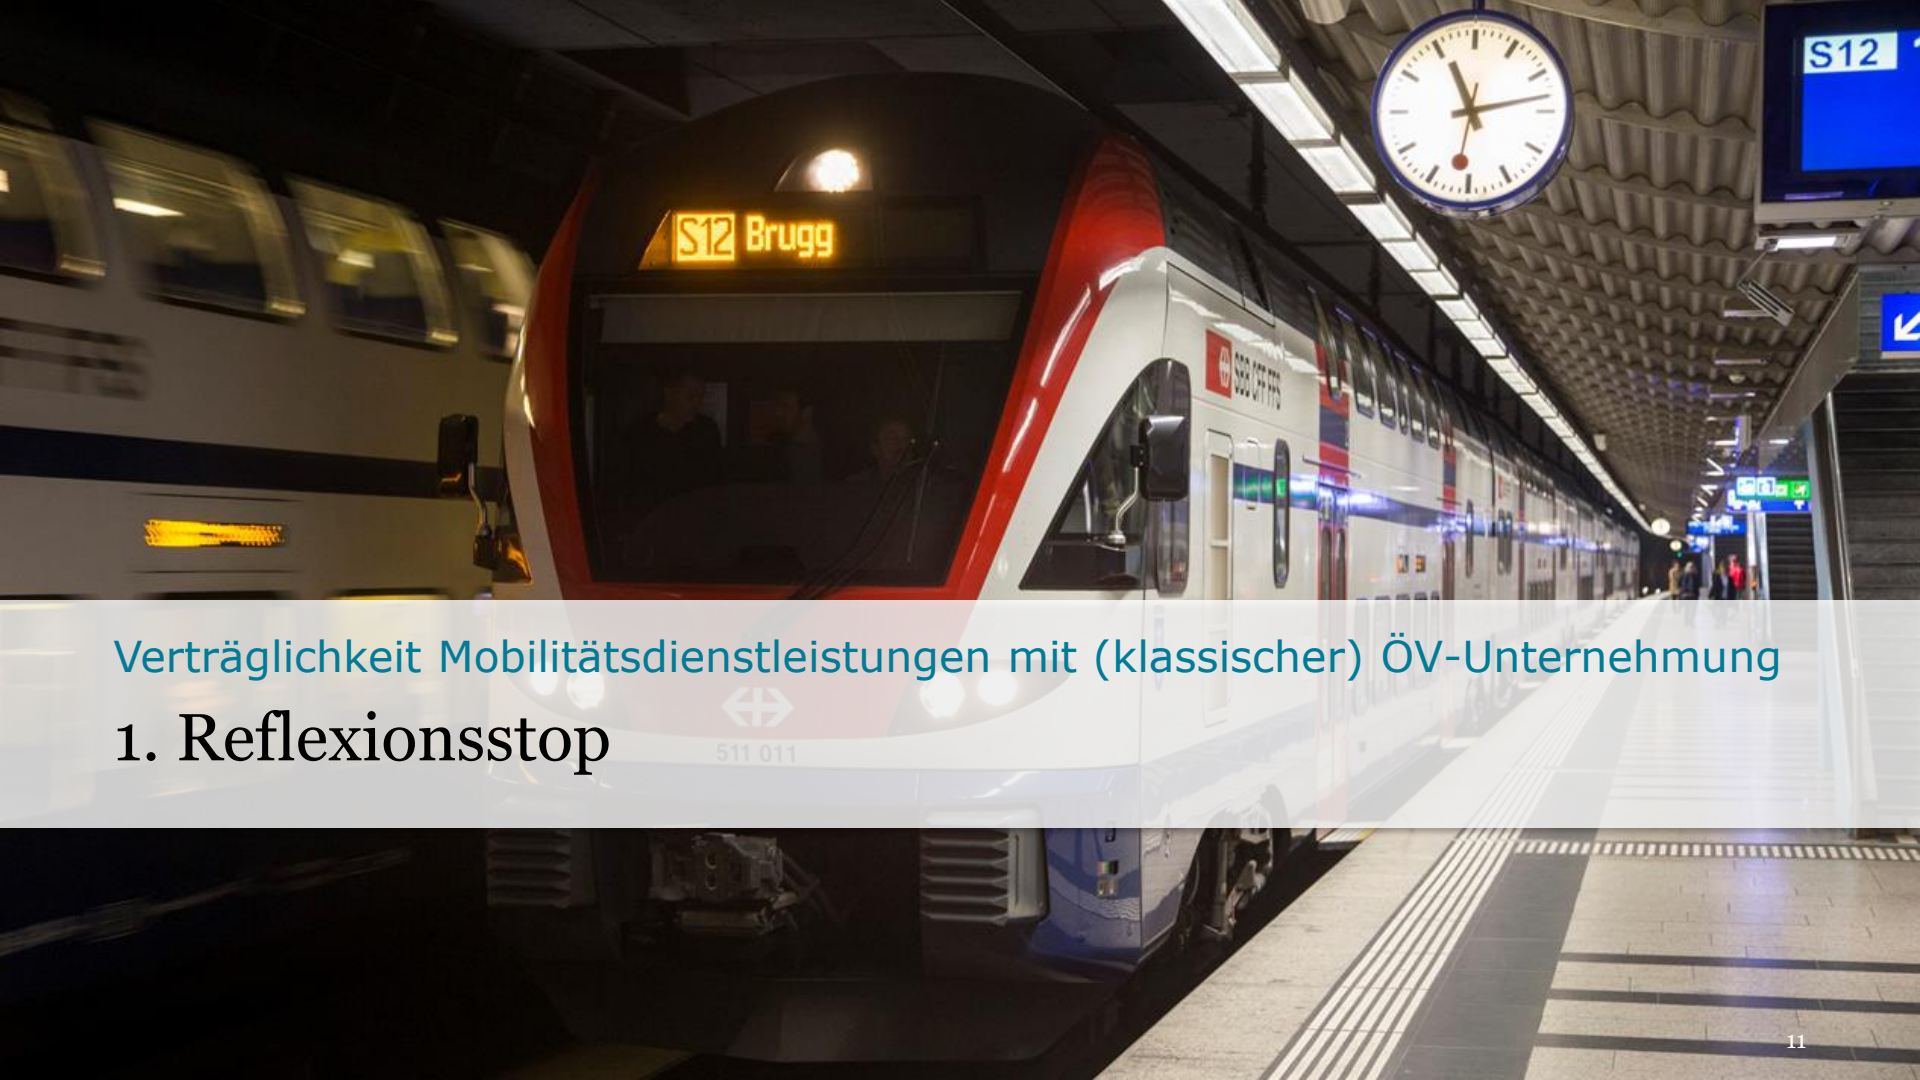 S12
S12 Brugg
SBB CFF FFS
Verträglichkeit Mobilitätsdienstleistungen mit (klassischer) ÖV-Unternehmung
1. Reflexionsstop
511 011
11